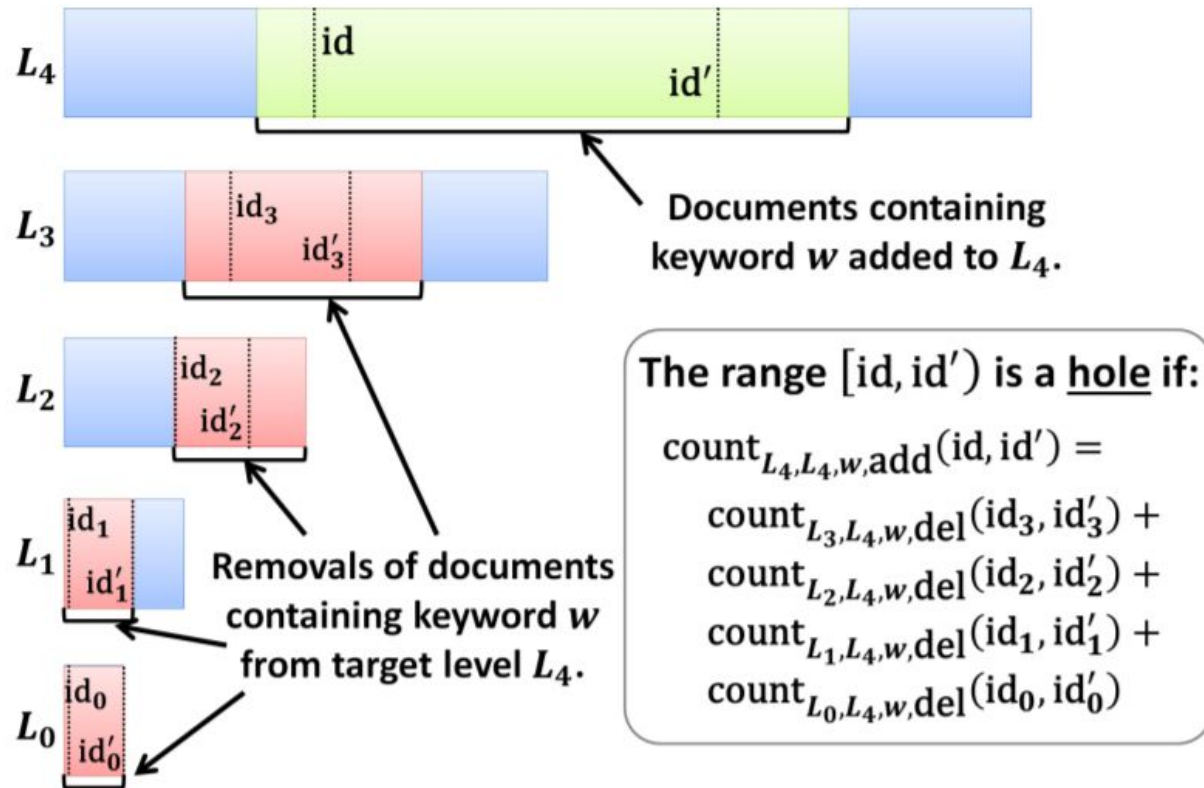 L₄
id
id′
Documents containing
keyword w added to L₄.
L₃
id₃
id′₃
L₂
id₂
id′₂
L₁
id₁
id′₁
Removals of documents
containing keyword w
from target level L₄.
L₀
id₀
id′₀
The range [id, id′) is a hole if:
count_{L₄,L₄,w,add}(id, id′) =
count_{L₃,L₄,w,del}(id₃, id′₃) +
count_{L₂,L₄,w,del}(id₂, id′₂) +
count_{L₁,L₄,w,del}(id₁, id′₁) +
count_{L₀,L₄,w,del}(id₀, id′₀)